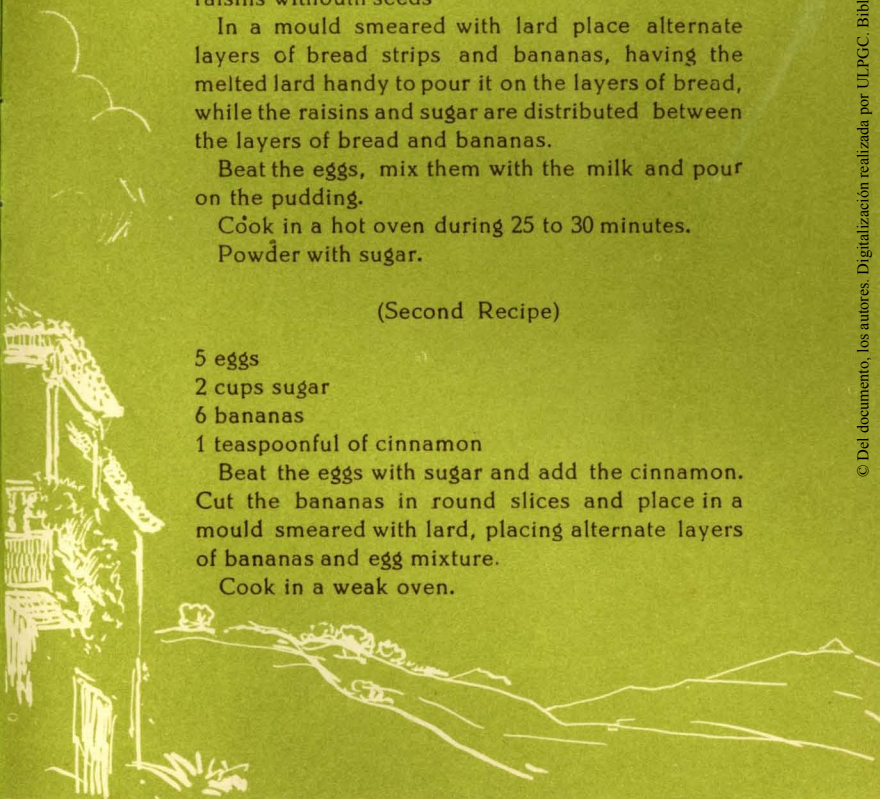 raisins withouth seeds
In a mould smeared with lard place alternate
layers of bread strips and bananas, having the
melted lard handy to pour it on the layers of bread,
while the raisins and sugar are distributed between
the layers of bread and bananas.
Beat the eggs, mix them with the milk and pour
on the pudding.
Cook in a hot oven during 25 to 30 minutes.
Powder with sugar.
(Second Recipe)
5 eggs
2 cups sugar
6 bananas
1 teaspoonful of cinnamon
Beat the eggs with sugar and add the cinnamon.
Cut the bananas in round slices and place in a
mould smeared with lard, placing alternate layers
of bananas and egg mixture.
Cook in a weak oven.
© Del documento, los autores. Digitalización realizada por ULPGC. Bibl